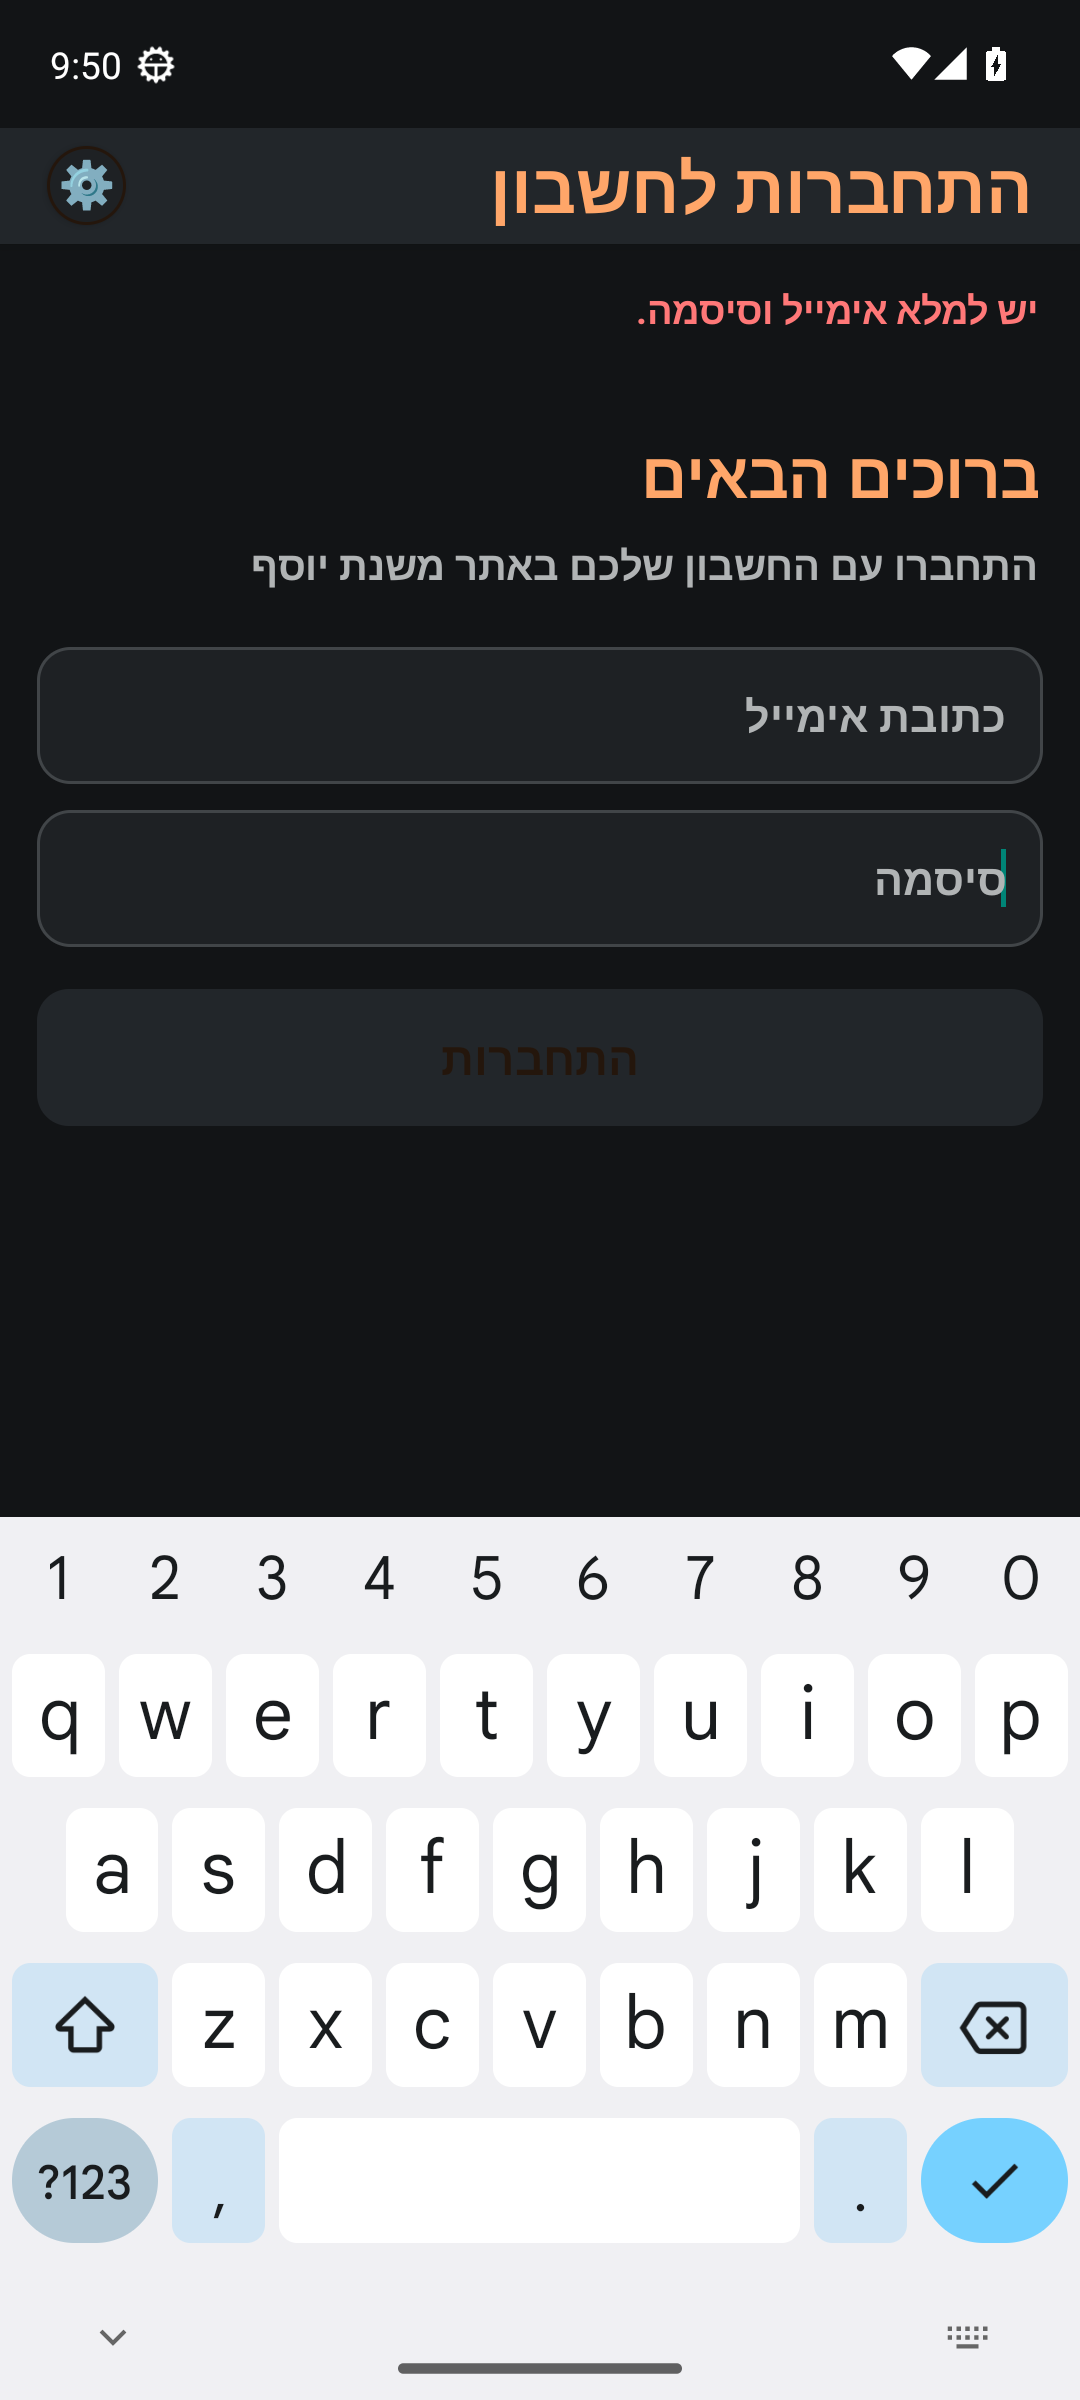 9:50
התחברות לחשבון
יש למלא אימייל וסיסמה.
ברוכים הבאים
התחברו עם החשבון שלכם באתר משנת יוסף
כתובת אימייל
סיסמה
התחברות
1 2 3 4 5 6 7 8 9 0
q w e r t y u i o p
a s d f g h j k l
z x c v b n m
?123 , .